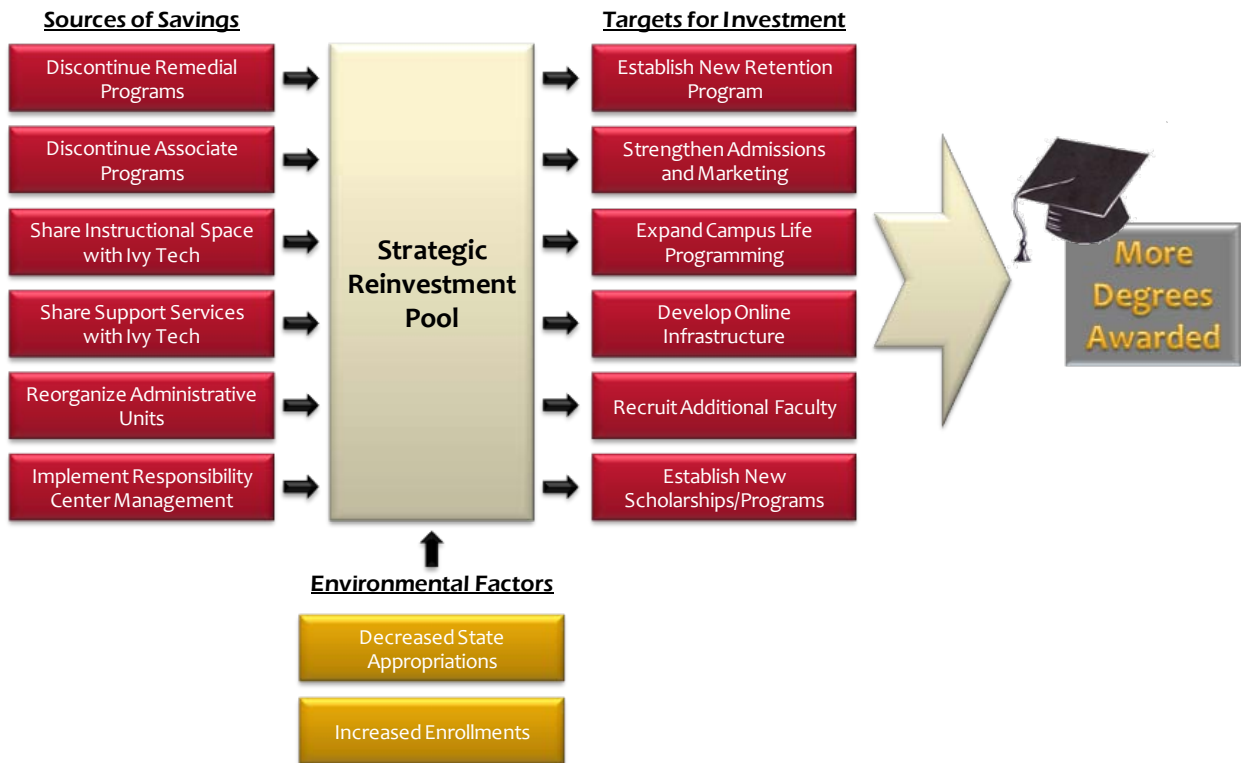 Sources of Savings
Discontinue Remedial
Programs
Discontinue Associate
Programs
Share Instructional Space
with Ivy Tech
Share Support Services
with Ivy Tech
Reorganize Administrative
Units
Implement Responsibility
Center Management
Strategic
Reinvestment
Pool
Environmental Factors
Decreased State
Appropriations
Increased Enrollments
Targets for Investment
Establish New Retention
Program
Strengthen Admissions
and Marketing
Expand Campus Life
Programming
Develop Online
Infrastructure
Recruit Additional Faculty
Establish New
Scholarships/Programs
More
Degrees
Awarded